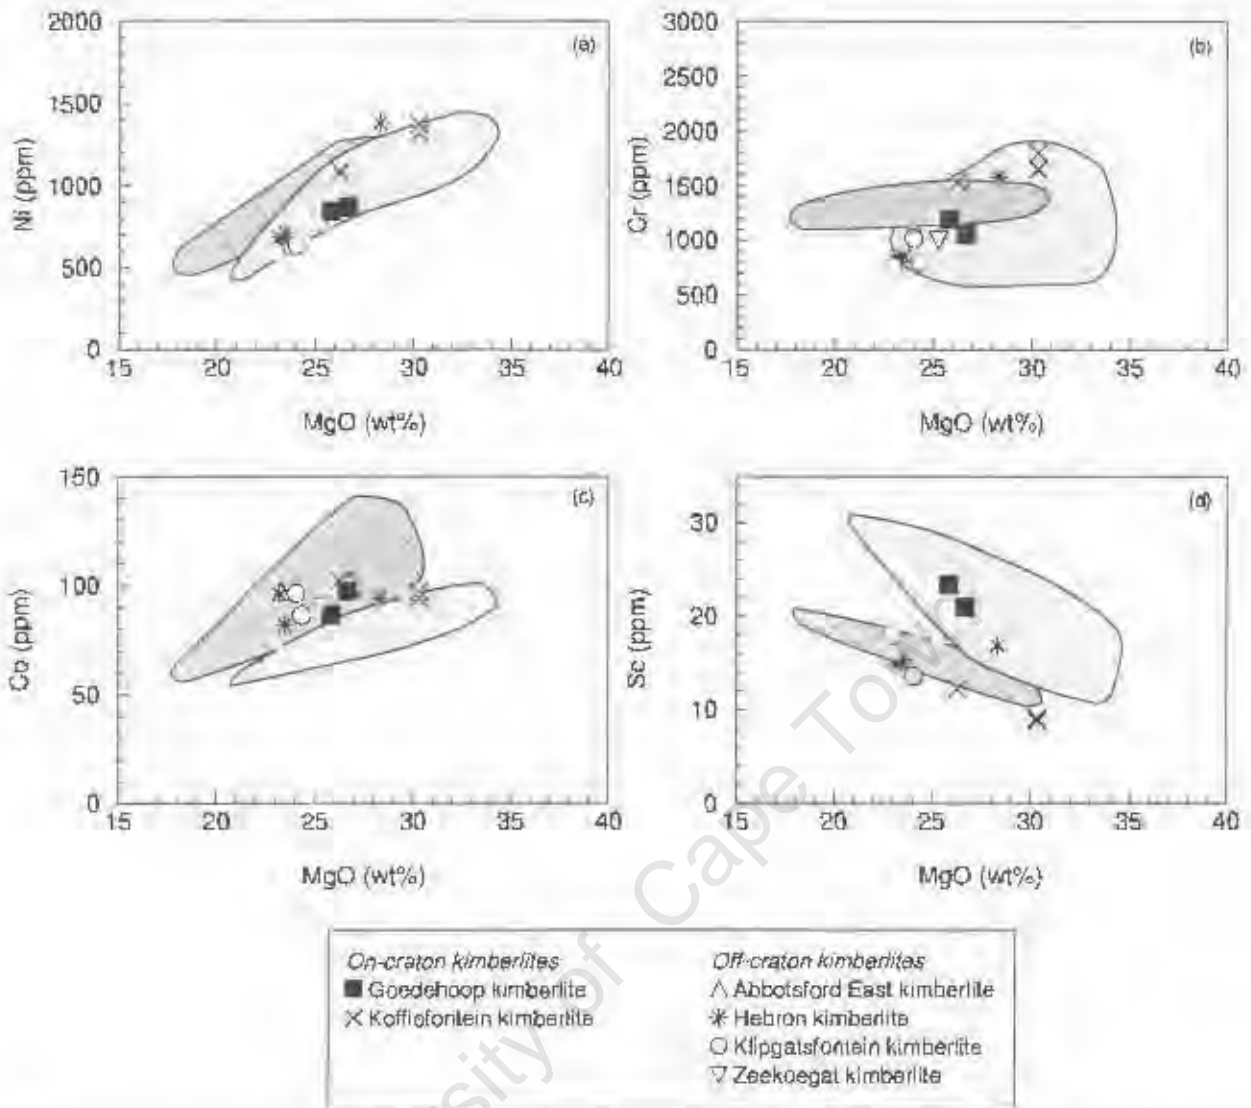 2000
1500
1000
500
0
Ni (ppm)
(a)
15 20 25 30 35 40
MgO (wt%)
3000
2500
2000
1500
1000
500
0
Cr (ppm)
(b)
15 20 25 30 35 40
MgO (wt%)
150
100
50
0
Co (ppm)
(c)
15 20 25 30 35 40
MgO (wt%)
30
20
10
0
Sc (ppm)
(d)
15 20 25 30 35 40
MgO (wt%)
On-craton kimberlites
Goedehoop kimberlite
Koffiefontein kimberlite
Off-craton kimberlites
Abbotsford East kimberlite
Hebron kimberlite
Klipgatsfontein kimberlite
Zeekoegat kimberlite
sity of Cape Town